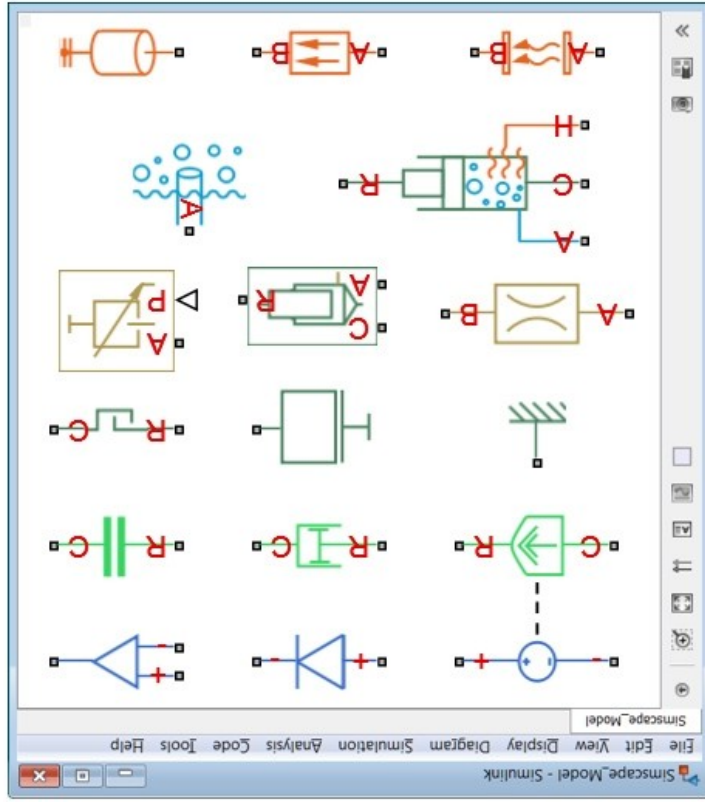 Simscape_Model - Simulink
File Edit View Display Diagram Simulation Analysis Code Tools Help
Simscape_Model
- + + - + -
C R R C R C
R C
A B C R A A P
A
C R A
H
A B A B